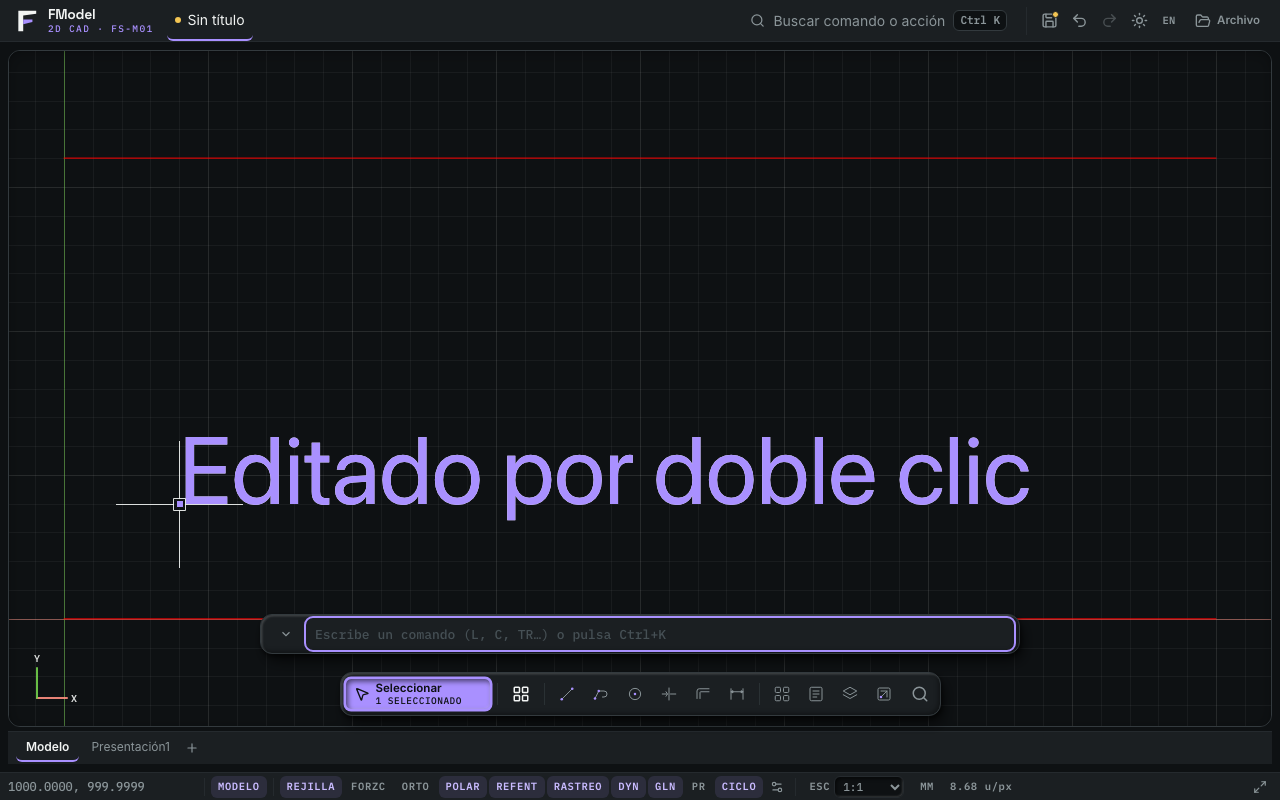 FModel
2D CAD · FS-M01
Sin título
Buscar comando o acción
Ctrl K
EN
Archivo
Editado por doble clic
Escribe un comando (L, C, TR…) o pulsa Ctrl+K
Y
X
Seleccionar
1 SELECCIONADO
Modelo
Presentación1
+
1000.0000, 999.9999
MODELO
REJILLA
FORZC
ORTO
POLAR
REFENT
RASTREO
DYN
GLN
PR
CICLO
ESC
1:1
MM
8.68 u/px